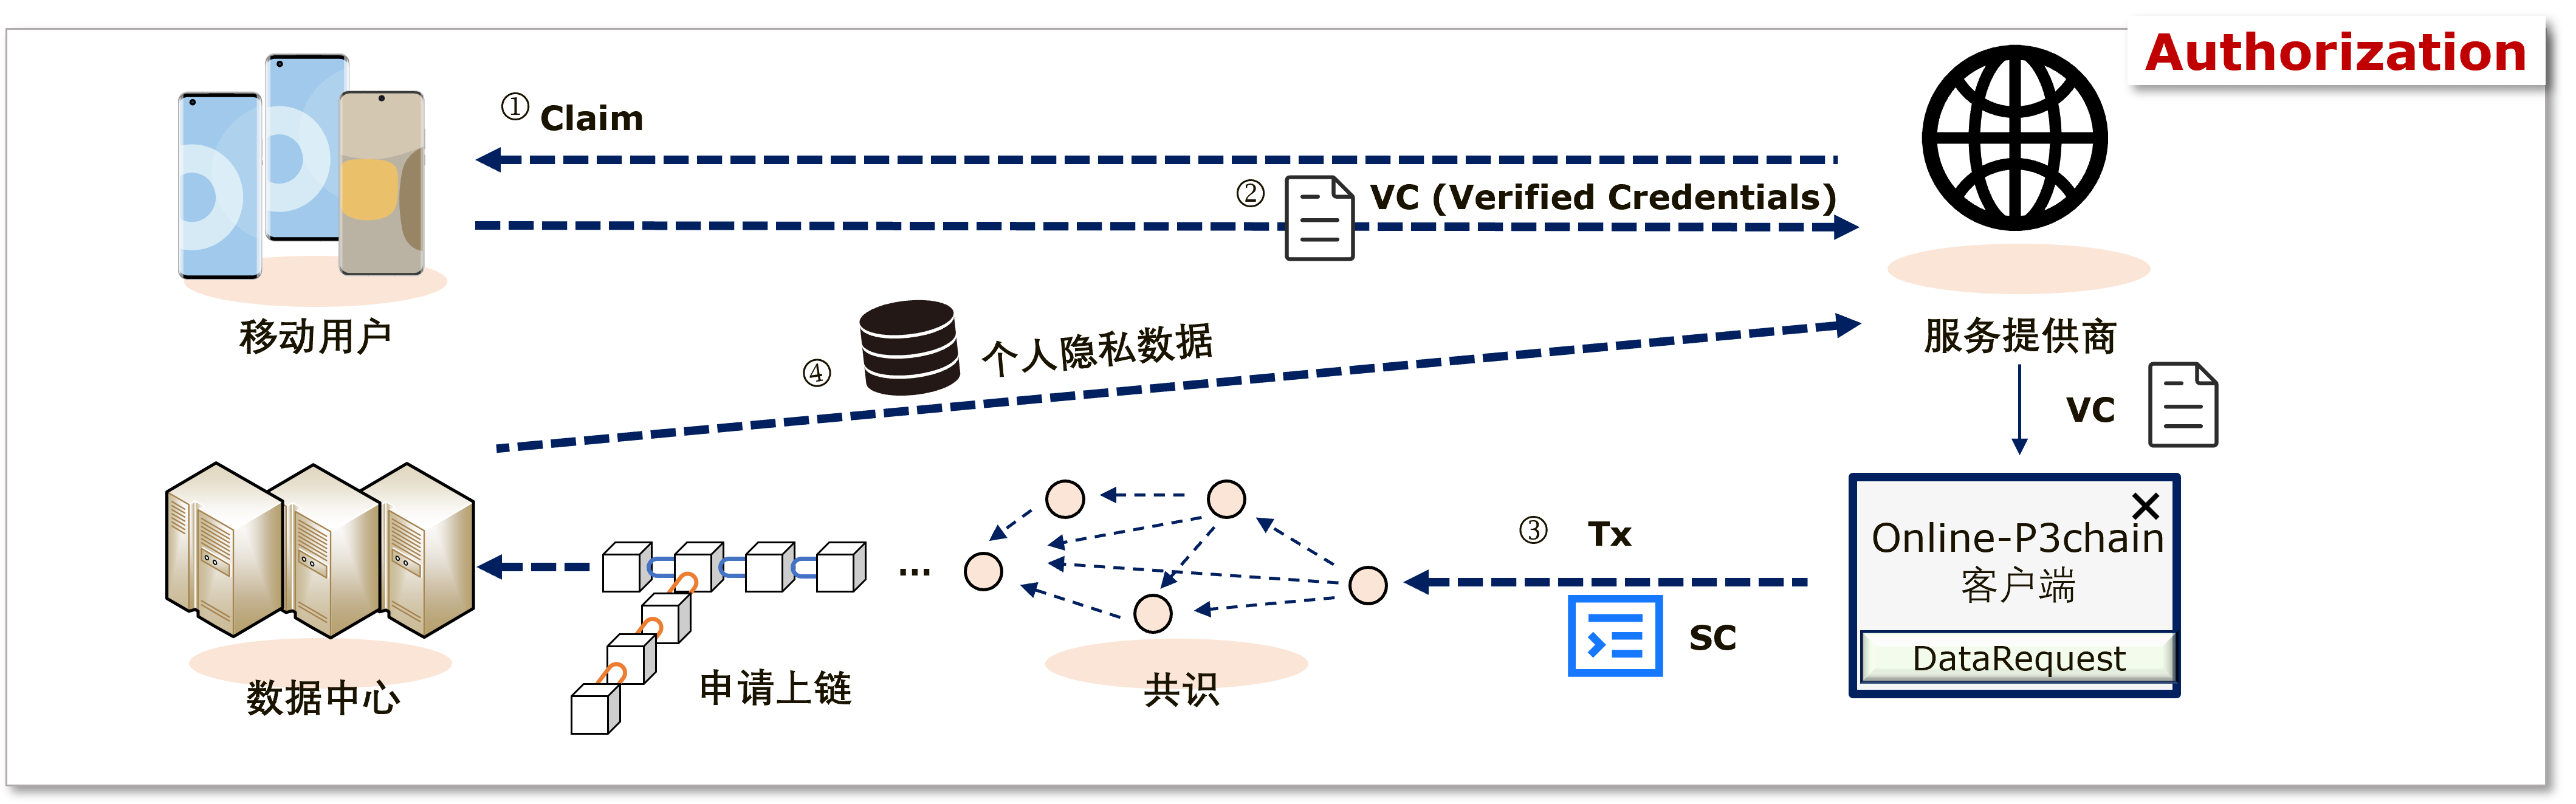 Authorization
① Claim
② VC (Verified Credentials)
移动用户
服务提供商
④ 个人隐私数据
VC
③ Tx
Online-P3chain
客户端
DataRequest
...
SC
数据中心
申请上链
共识